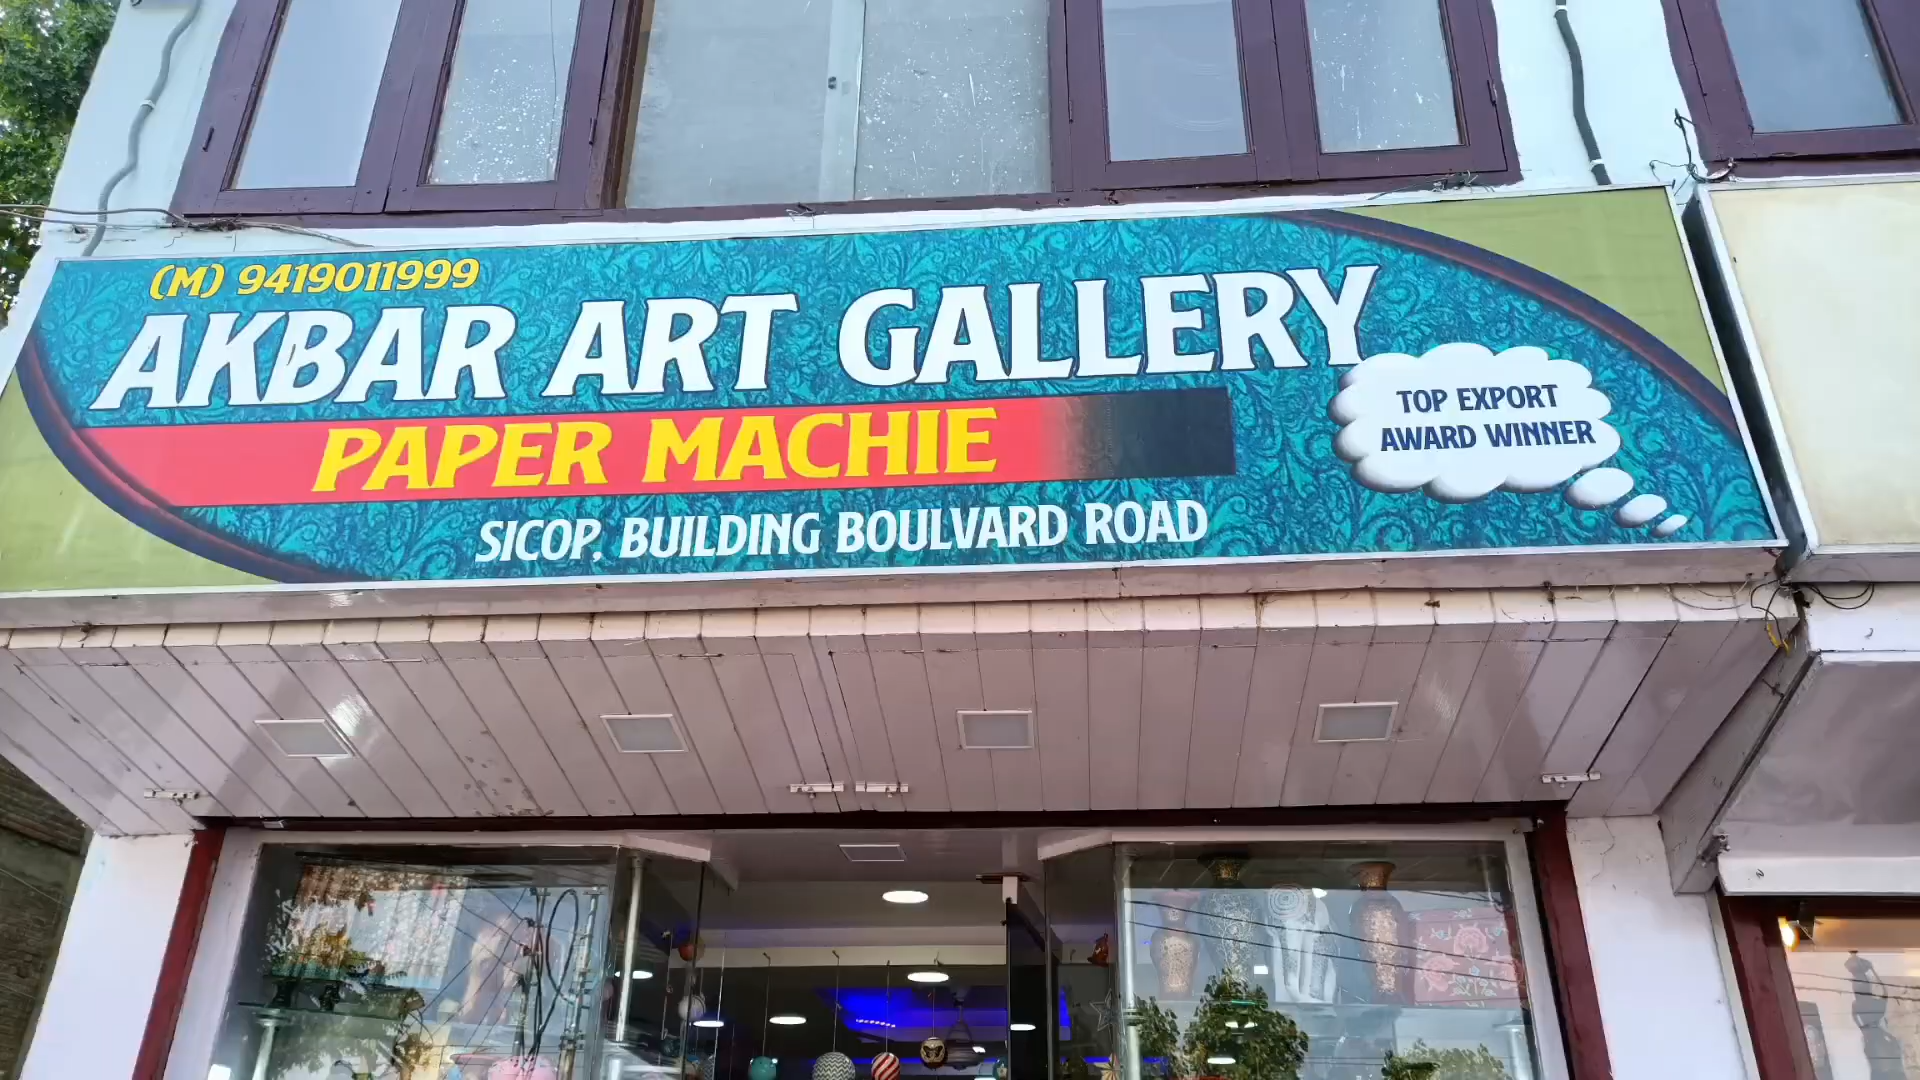 (M) 9419011999
AKBAR ART GALLERY
PAPER MACHIE
TOP EXPORT
AWARD WINNER
SICOP, BUILDING BOULVARD ROAD